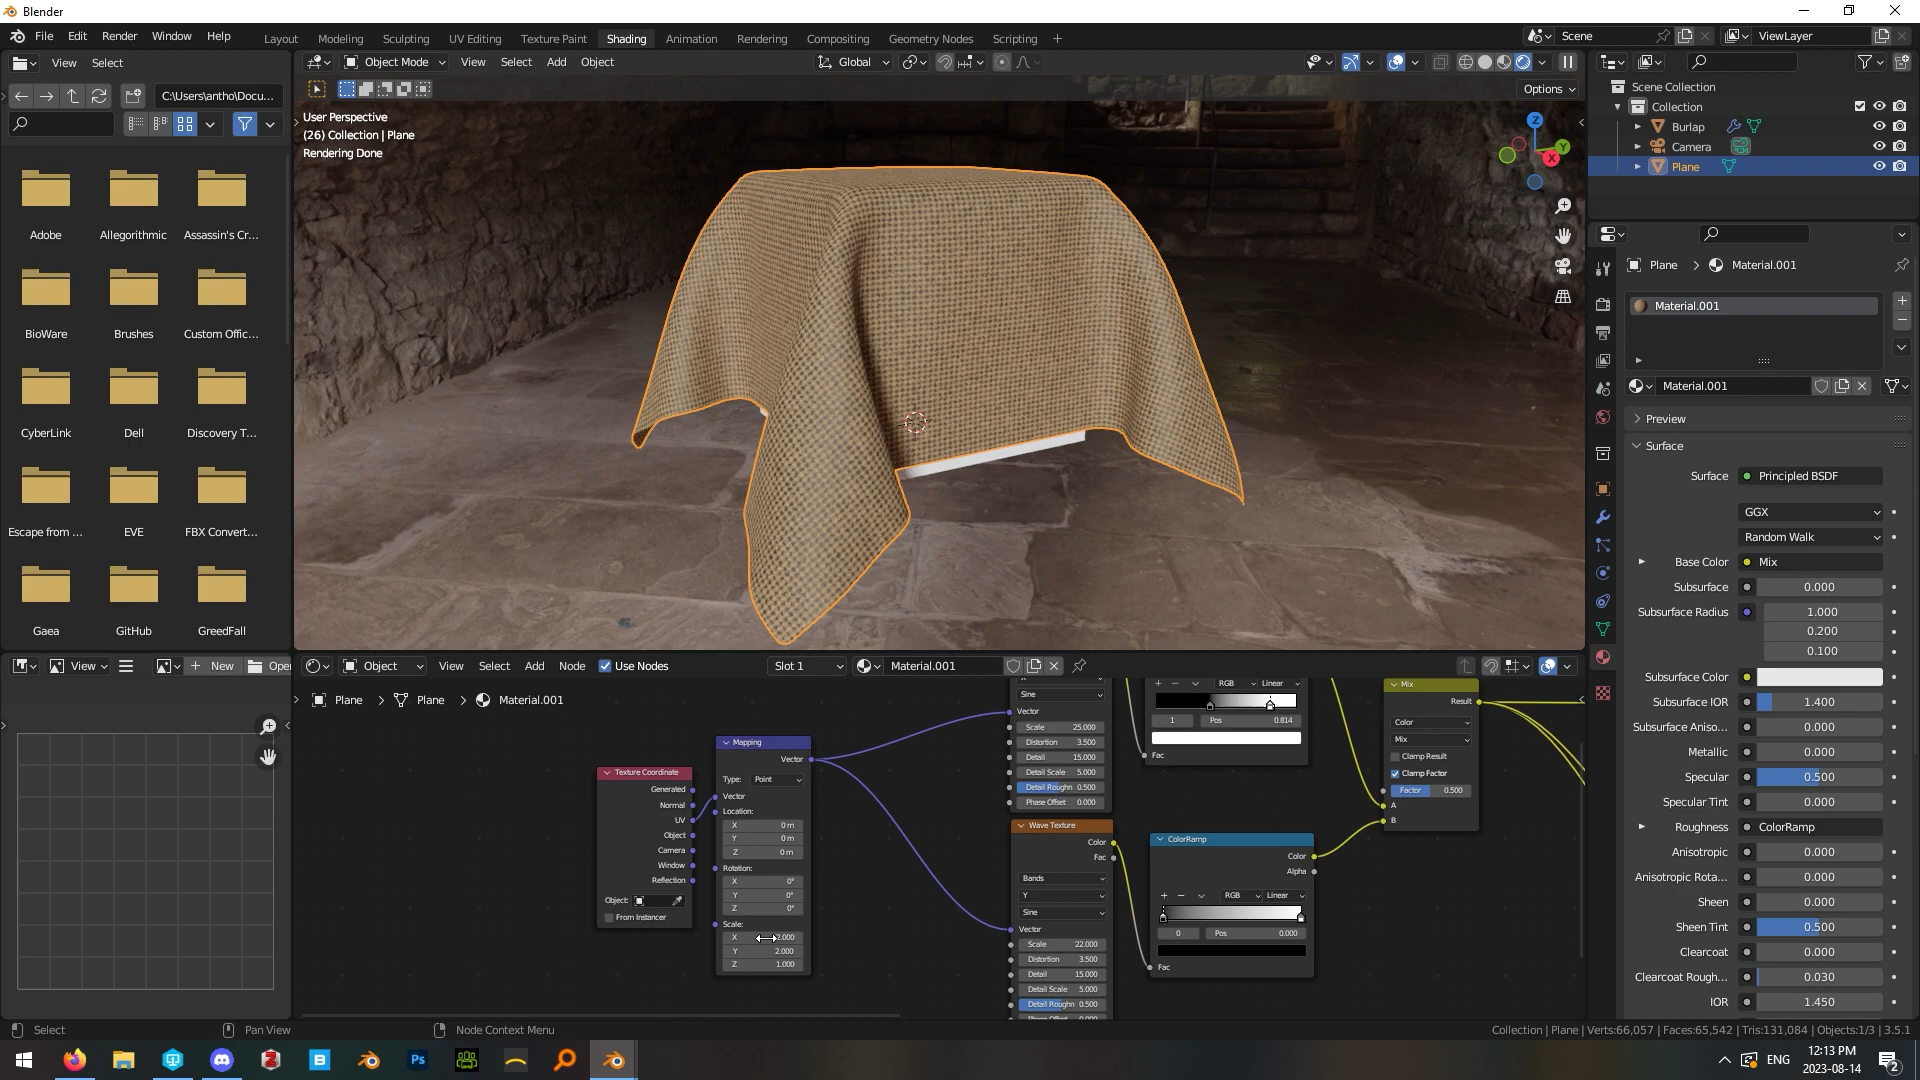 Blender
File Edit Render Window Help
Layout Modeling Sculpting UV Editing Texture Paint Shading Animation Rendering Compositing Geometry Nodes Scripting
Scene
ViewLayer
View Select
Object Mode View Select Add Object
Global
C:\Users\antho\Docu...
Options
User Perspective
(26) Collection | Plane
Rendering Done
Z
Y
X
Adobe
Allegorithmic
Assassin's Cr...
BioWare
Brushes
Custom Offic...
CyberLink
Dell
Discovery T...
Escape from ...
EVE
FBX Convert...
Gaea
GitHub
GreedFall
Scene Collection
Collection
Burlap
Camera
Plane
Plane Material.001
Material.001
Material.001
Preview
Surface
Surface Principled BSDF
GGX
Random Walk
Base Color Mix
Subsurface 0.000
Subsurface Radius 1.000
0.200
0.100
Subsurface Color
Subsurface IOR 1.400
Subsurface Aniso... 0.000
Metallic 0.000
Specular 0.500
Specular Tint 0.000
Roughness ColorRamp
Anisotropic 0.000
Anisotropic Rota... 0.000
Sheen 0.000
Sheen Tint 0.500
Clearcoat 0.000
Clearcoat Rough... 0.030
IOR 1.450
View New Open
Object View Select Add Node Use Nodes Slot 1 Material.001
Plane Plane Material.001
Texture Coordinate
Generated
Normal
UV
Object
Camera
Window
Reflection
Object:
From Instancer
Mapping
Vector
Type: Point
Vector
Location:
X 0 m
Y 0 m
Z 0 m
Rotation:
X 0°
Y 0°
Z 0°
Scale:
X 2.000
Y 2.000
Z 1.000
Sine
Vector
Scale 25.000
Distortion 3.500
Detail 15.000
Detail Scale 5.000
Detail Roughn 0.500
Phase Offset 0.000
Wave Texture
Color
Fac
Bands
Y
Sine
Vector
Scale 22.000
Distortion 3.500
Detail 15.000
Detail Scale 5.000
Detail Roughn 0.500
RGB Linear
1 Pos 0.814
Fac
ColorRamp
Color
Alpha
RGB Linear
0 Pos 0.000
Fac
Mix
Result
Color
Mix
Clamp Result
Clamp Factor
Factor 0.500
A
B
Select
Pan View
Node Context Menu
Collection | Plane | Verts:66,057 | Faces:65,542 | Tris:131,084 | Objects:1/3 | 3.5.1
B
Ps
ENG
12:13 PM
2023-08-14
2